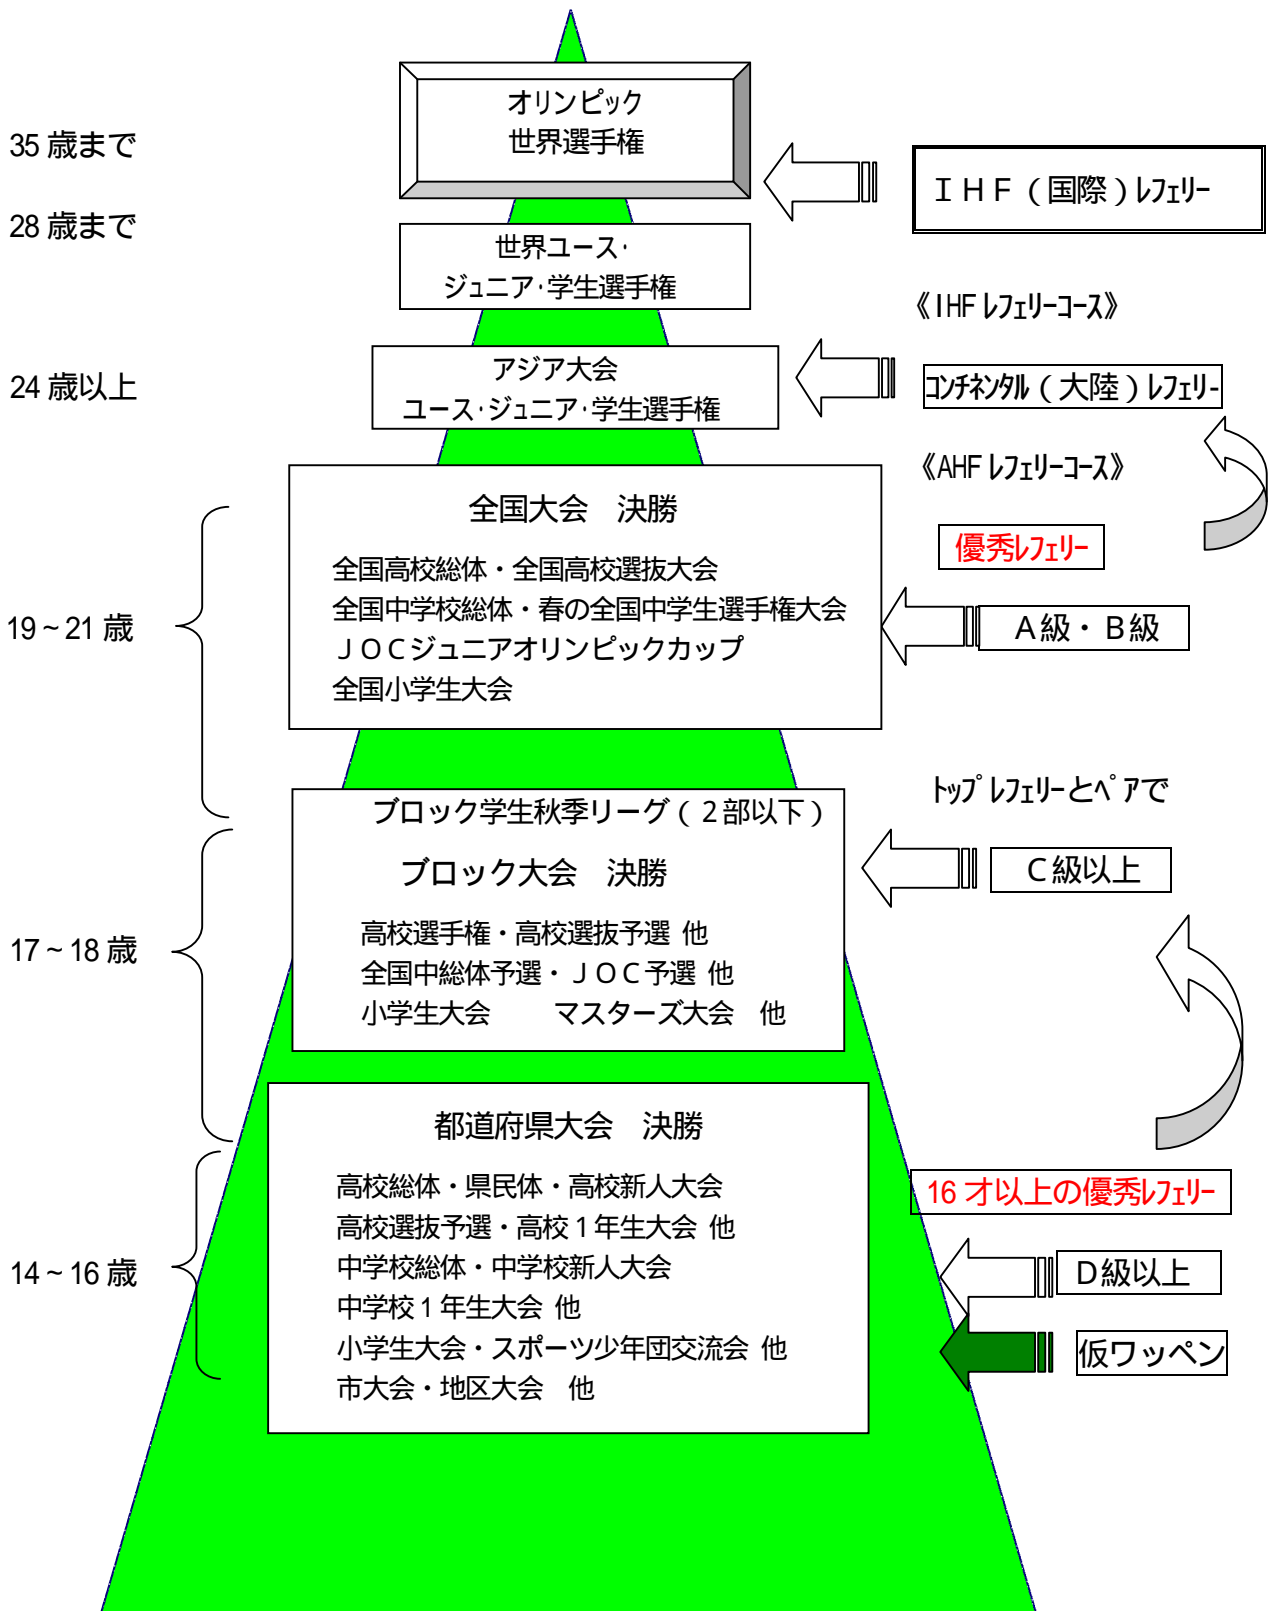 オリンピック
世界選手権
35 歳まで
ＩＨＦ（国際）ﾚﾌｪﾘｰ
28 歳まで
世界ユース・
ジュニア・学生選手権
《IHF ﾚﾌｪﾘｰｺｰｽ》
アジア大会
ユース・ジュニア・学生選手権
24 歳以上
ｺﾝﾁﾈﾝﾀﾙ（大陸）ﾚﾌｪﾘｰ
《AHF ﾚﾌｪﾘｰｺｰｽ》
全国大会　決勝
優秀ﾚﾌｪﾘｰ
全国高校総体・全国高校選抜大会
全国中学校総体・春の全国中学生選手権大会
ＪＯＣジュニアオリンピックカップ
全国小学生大会
19～21 歳
Ａ級・Ｂ級
ﾄｯﾌﾟﾚﾌｪﾘｰとﾍﾟｱで
ブロック学生秋季リーグ（２部以下）
ブロック大会　決勝
Ｃ級以上
高校選手権・高校選抜予選 他
全国中総体予選・ＪＯＣ予選 他
小学生大会　　マスターズ大会　他
17～18 歳
都道府県大会　決勝
16 才以上の優秀ﾚﾌｪﾘｰ
高校総体・県民体・高校新人大会
高校選抜予選・高校１年生大会 他
中学校総体・中学校新人大会
中学校１年生大会 他
小学生大会・スポーツ少年団交流会 他
市大会・地区大会　他
14～16 歳
Ｄ級以上
仮ワッペン